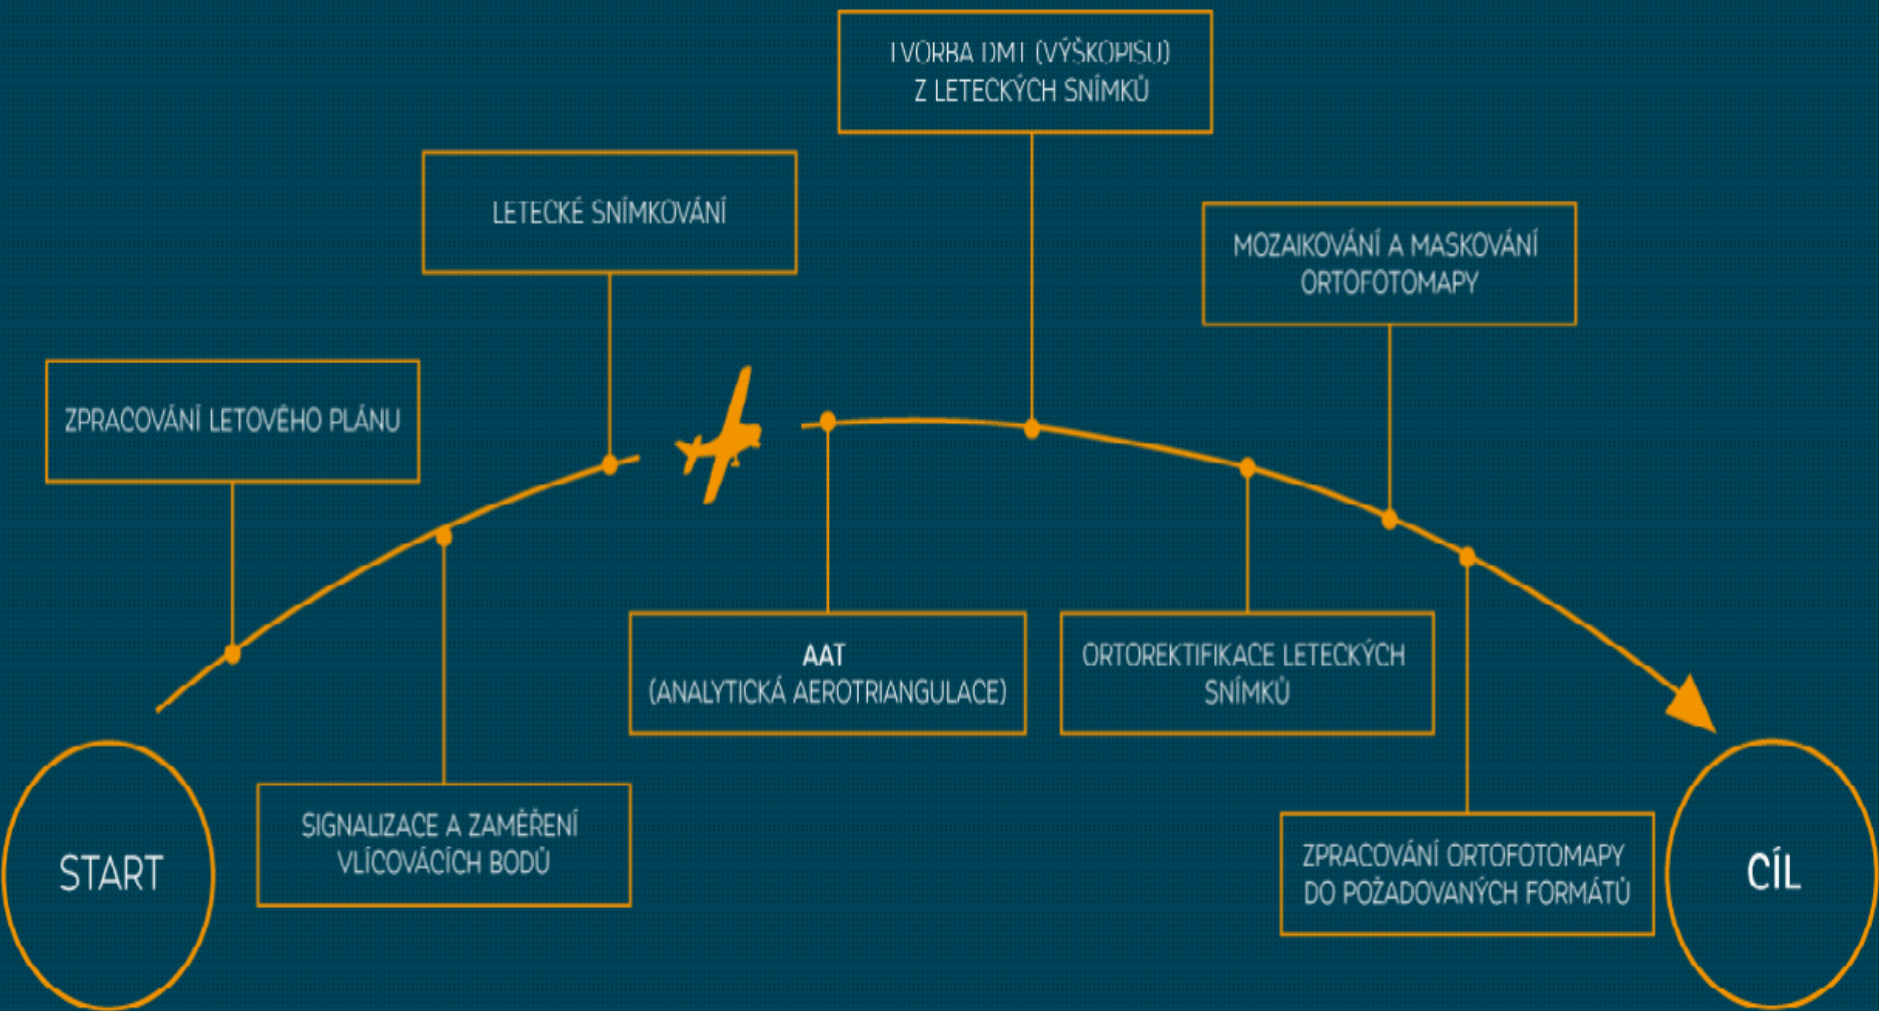 START
ZPRACOVÁNÍ LETOVÉHO PLÁNU
SIGNALIZACE A ZAMĚŘENÍ
VLÍCOVÁCÍCH BODŮ
LETECKÉ SNÍMKOVÁNÍ
AAT
(ANALYTICKÁ AEROTRIANGULACE)
TVORBA DMT (VÝŠKOPISU)
Z LETECKÝCH SNÍMKŮ
ORTOREKTIFIKACE LETECKÝCH
SNÍMKŮ
MOZAIKOVÁNÍ A MASKOVÁNÍ
ORTOFOTOMAPY
ZPRACOVÁNÍ ORTOFOTOMAPY
DO POŽADOVANÝCH FORMÁTŮ
CÍL